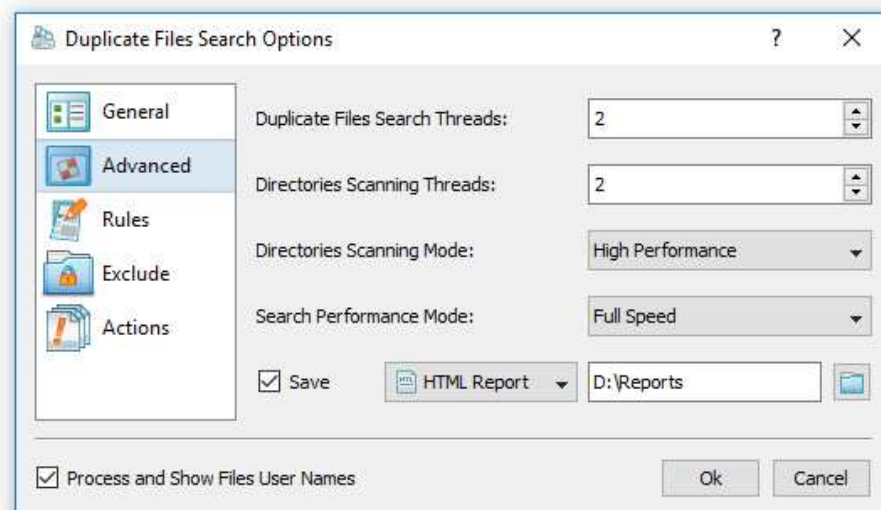 Duplicate Files Search Options
?
General
Advanced
Rules
Exclude
Actions
Duplicate Files Search Threads:
2
Directories Scanning Threads:
2
Directories Scanning Mode:
High Performance
Search Performance Mode:
Full Speed
Save
HTML Report
D:\Reports
Process and Show Files User Names
Ok
Cancel